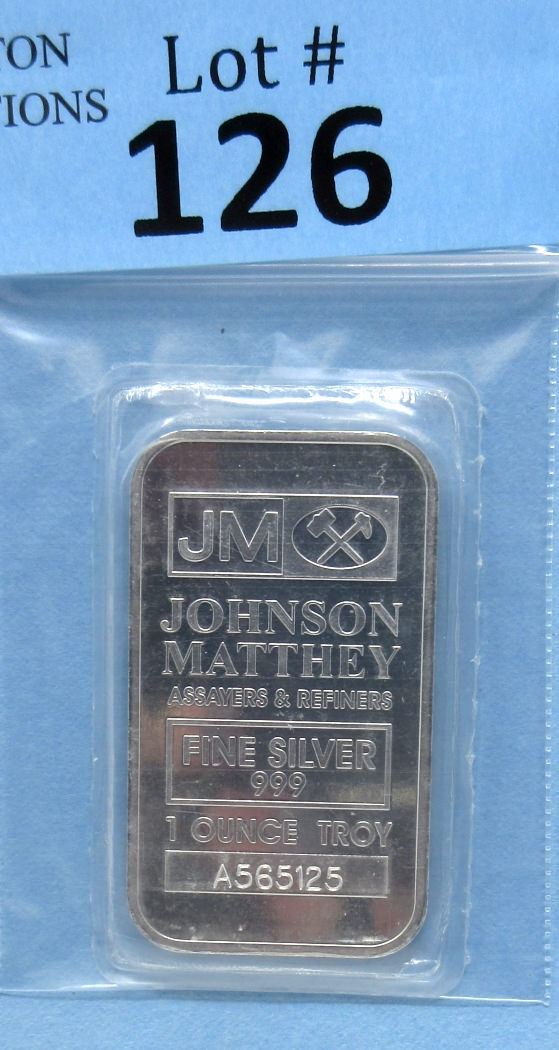 TON
TIONS
Lot #
126
JM
JOHNSON
MATTHEY
ASSAYERS & REFINERS
FINE SILVER
999
1 OUNCE TROY
A565125